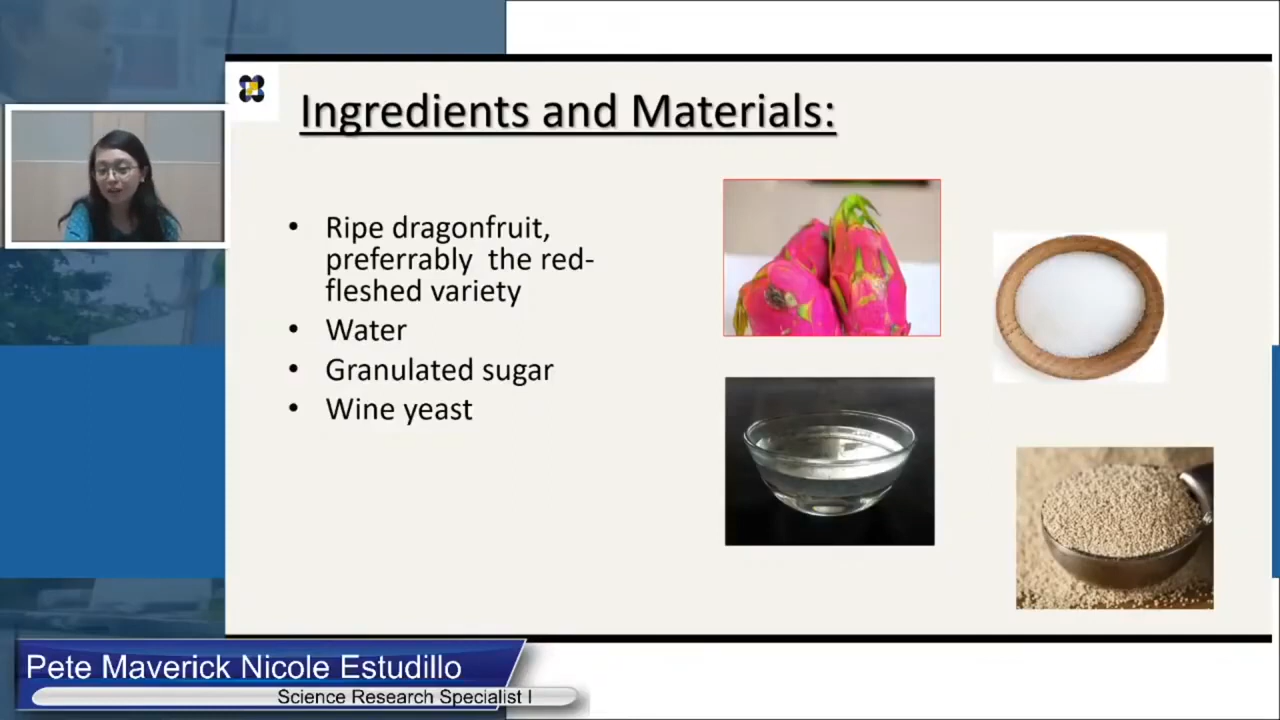 Ingredients and Materials:
• Ripe dragonfruit,
preferrably the red-
fleshed variety
• Water
• Granulated sugar
• Wine yeast
Pete Maverick Nicole Estudillo
Science Research Specialist I